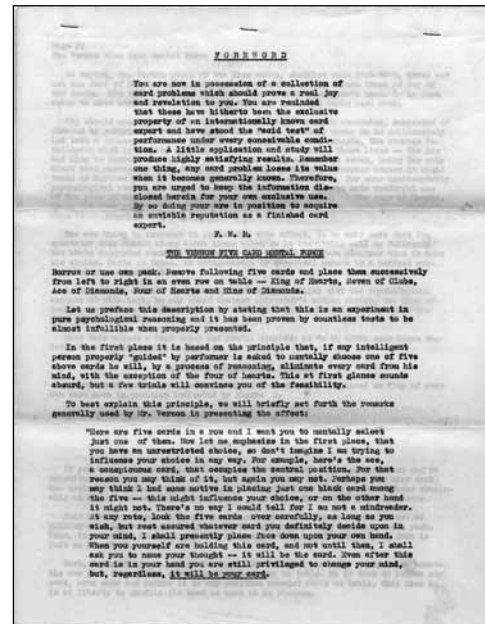 FOREWORD
You are now in possession of a collection of
card problems which should prove a real joy
and revelation to you. You are reminded
that these have hitherto been the exclusive
property of an internationally known card
expert and have stood the "acid test" of
performance under every conceivable condi-
tion. A little application and study will
produce highly satisfying results. Remember
one thing, any card problem loses its value
when it becomes generally known. Therefore,
you are urged to keep the information dis-
closed herein for your own exclusive use.
By so doing your are in position to acquire
an enviable reputation as a finished card
expert.
THE VERNON FIVE CARD MENTAL FORCE
Borrow or use own pack. Remove following five cards and place them successively
from left to right in an even row on table -- King of Hearts, Seven of Clubs,
Ace of Diamonds, Four of Hearts and Nine of Diamonds.
Let us preface this description by stating that this is an experiment in
pure psychological reasoning and it has been proven by countless tests to be
almost infallible when properly presented.
In the first place it is based on the principle that, if any intelligent
person properly "guided" by performer is asked to mentally choose one of five
above cards he will, by a process of reasoning, eliminate every card from his
mind, with the exception of the four of hearts. This at first glance sounds
absurd, but a few trials will convince you of the feasibility.
To best explain this principle, we will briefly set forth the remarks
generally used by Mr. Vernon in presenting the effect:
"Here are five cards in a row and I want you to mentally select
just one of them. Now let me emphasize in the first place, that
you have an unrestricted choice, so don't imagine I am trying to
influence your choice in any way. For example, here's the ace,
a conspicuous card, that occupies the central position. For that
reason you may think of it, but again you may not. Perhaps you
may think I had some motive in placing just one black card among
the five -- this might influence your choice, or on the other hand
it might not. There's no way I could tell for I am not a mindreader.
At any rate, look the five cards over carefully, as long as you
wish, but rest assured whatever card you definitely decide upon in
your mind, I shall presently place face down upon your own hand.
When you yourself are holding this card, and not until then, I shall
ask you to name your thought -- it will be the card. Even after this
card is in your hand you are still privileged to change your mind,
but, regardless, it will be your card.